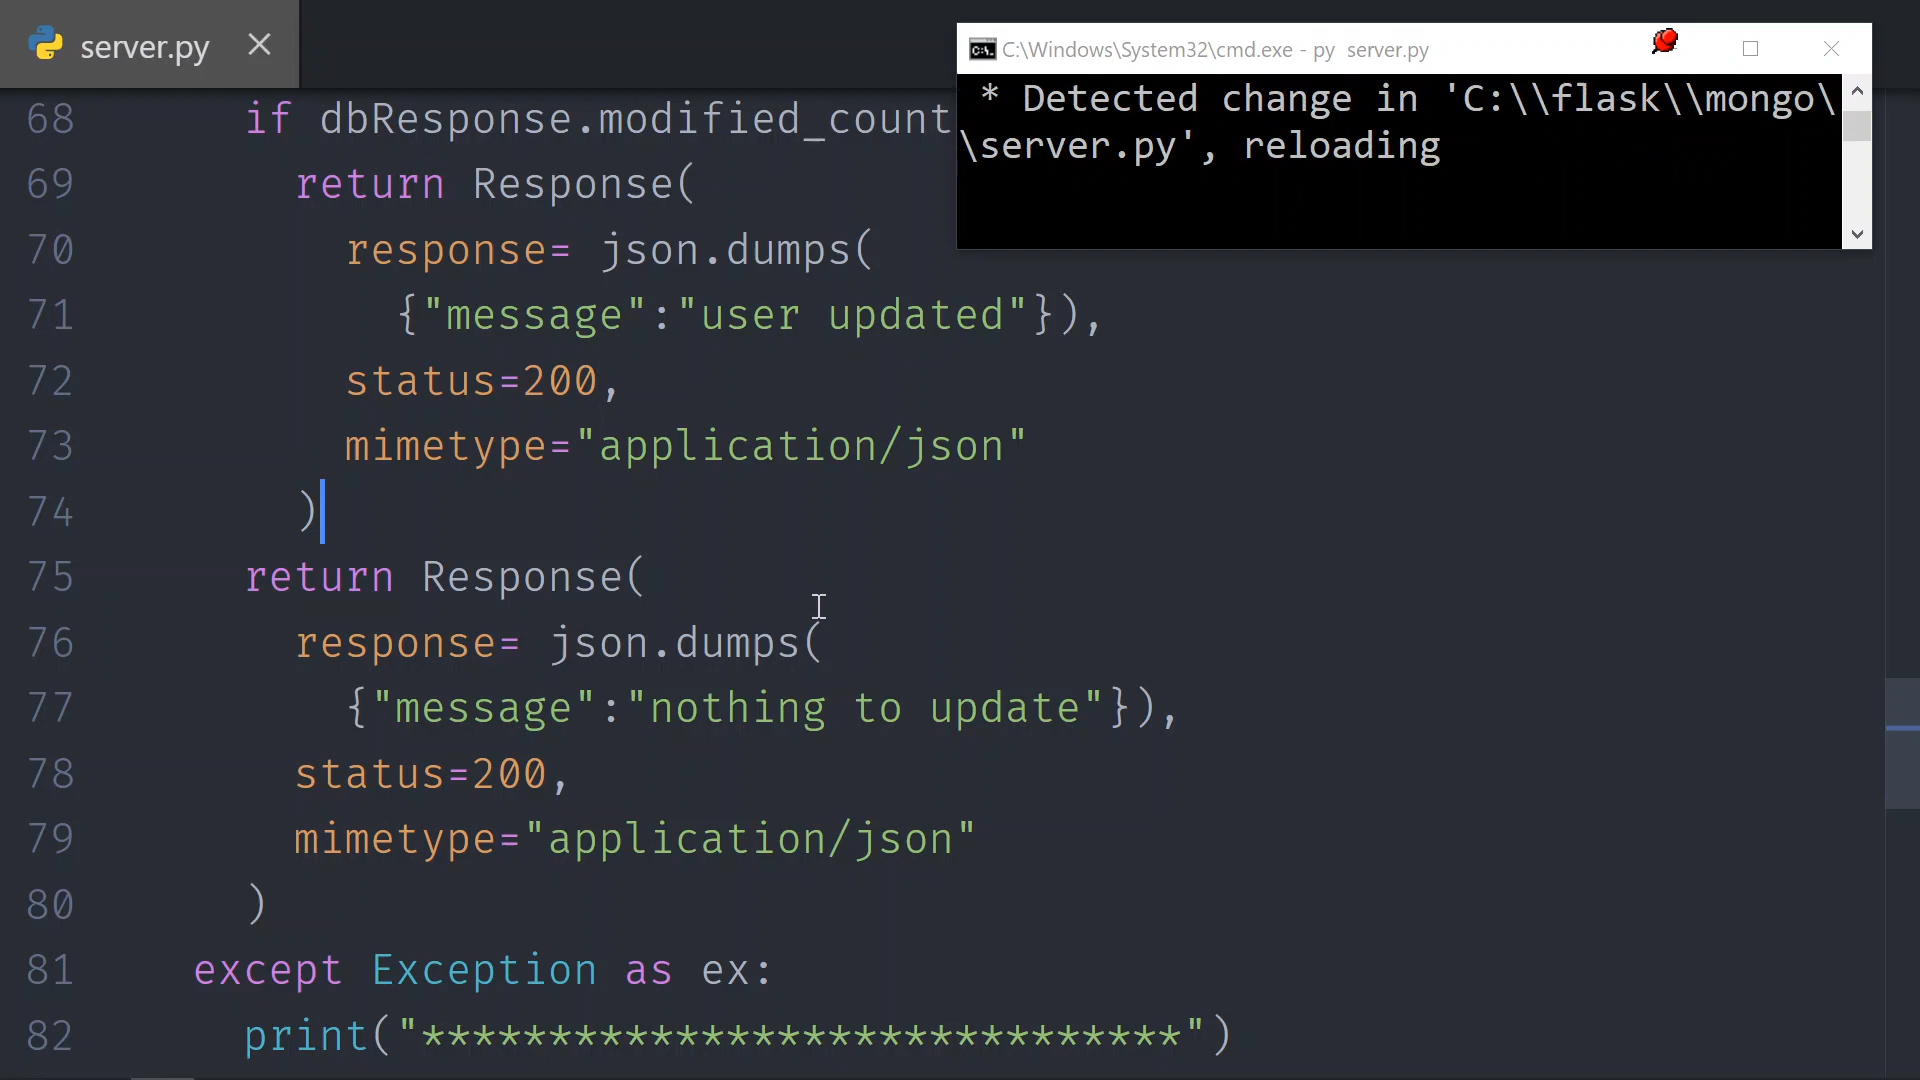 server.py
C:\Windows\System32\cmd.exe - py  server.py
 * Detected change in 'C:\\flask\\mongo\
\server.py', reloading
68 if dbResponse.modified_count
69 return Response(
70 response= json.dumps(
71 {"message":"user updated"}),
72 status=200,
73 mimetype="application/json"
74 )
75 return Response(
76 response= json.dumps(
77 {"message":"nothing to update"}),
78 status=200,
79 mimetype="application/json"
80 )
81 except Exception as ex:
82 print("******************************")